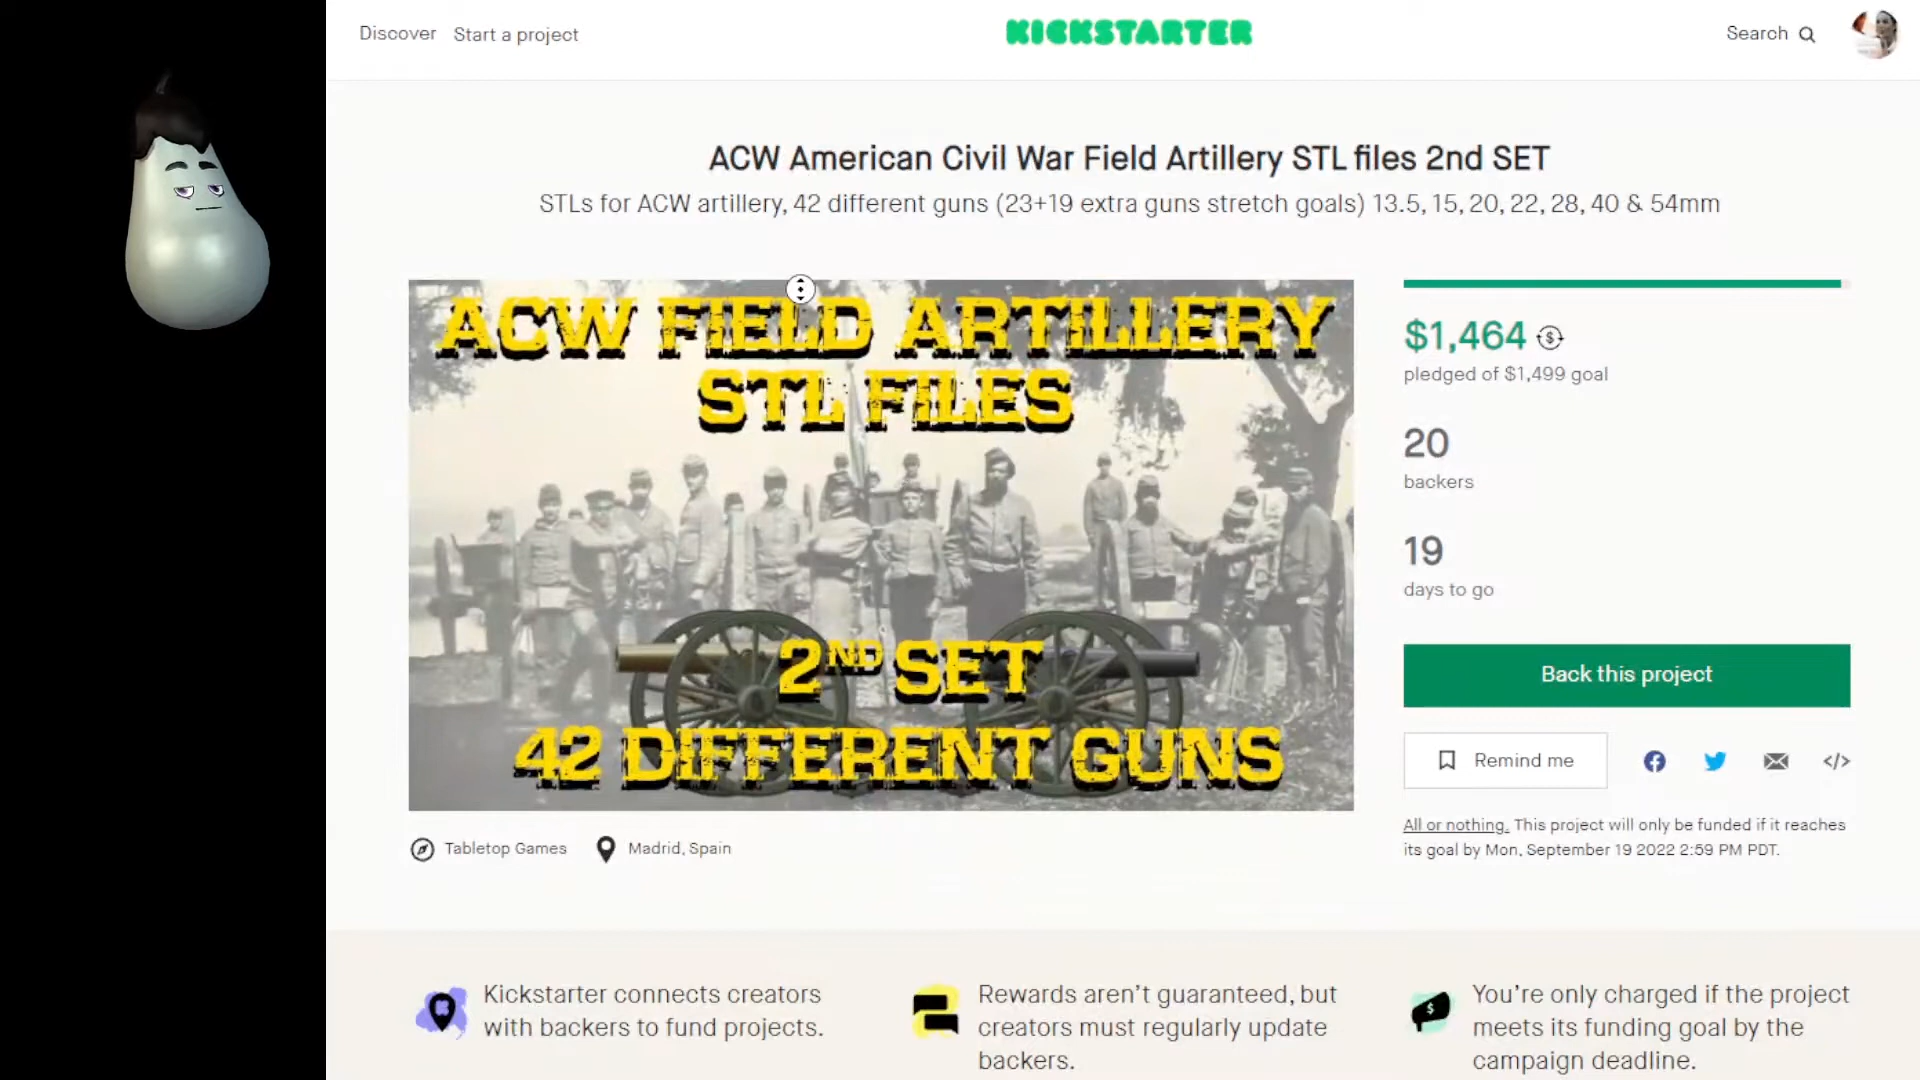 Discover Start a project
KICKSTARTER
Search
ACW American Civil War Field Artillery STL files 2nd SET
STLs for ACW artillery, 42 different guns (23+19 extra guns stretch goals) 13.5, 15, 20, 22, 28, 40 & 54mm
ACW FIELD ARTILLERY
STL FILES
2ND SET
42 DIFFERENT GUNS
$1,464
pledged of $1,499 goal
20
backers
19
days to go
Back this project
Remind me
All or nothing. This project will only be funded if it reaches
its goal by Mon, September 19 2022 2:59 PM PDT.
Tabletop Games Madrid, Spain
Kickstarter connects creators
with backers to fund projects.
Rewards aren't guaranteed, but
creators must regularly update
backers.
You're only charged if the project
meets its funding goal by the
campaign deadline.